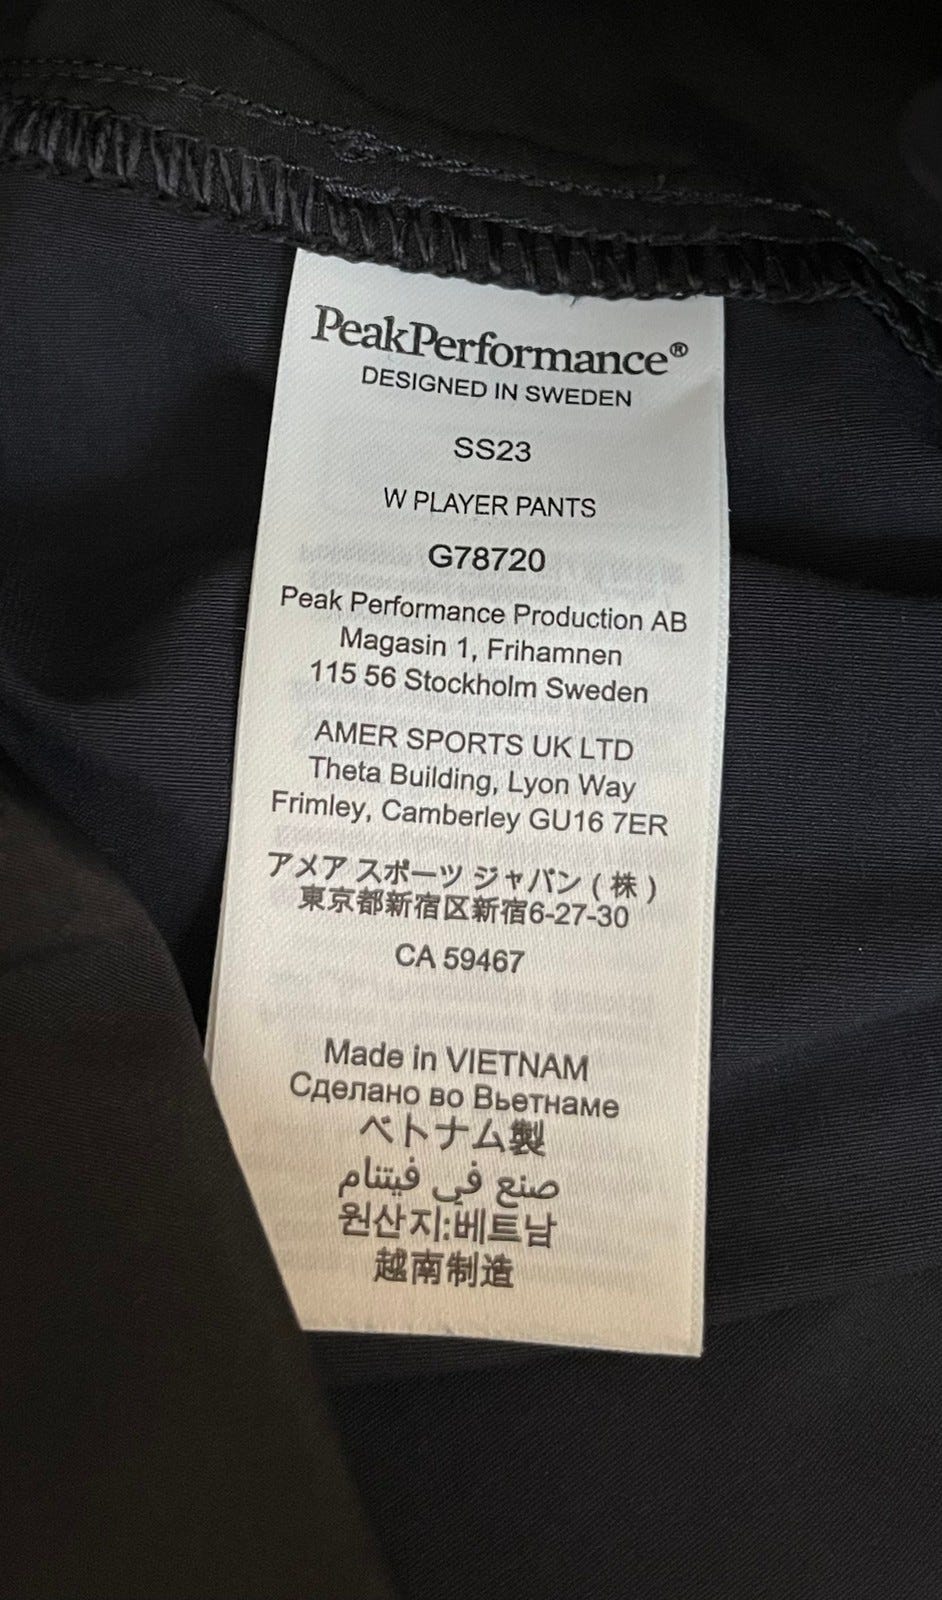 PeakPerformance®
DESIGNED IN SWEDEN
SS23
W PLAYER PANTS
G78720
Peak Performance Production AB
Magasin 1, Frihamnen
115 56 Stockholm Sweden
AMER SPORTS UK LTD
Theta Building, Lyon Way
Frimley, Camberley GU16 7ER
アメア スポーツ ジャパン ( 株 )
東京都新宿区新宿6-27-30
CA 59467
Made in VIETNAM
Сделано во Вьетнаме
ベトナム製
صنع في فيتنام
원산지:베트남
越南制造